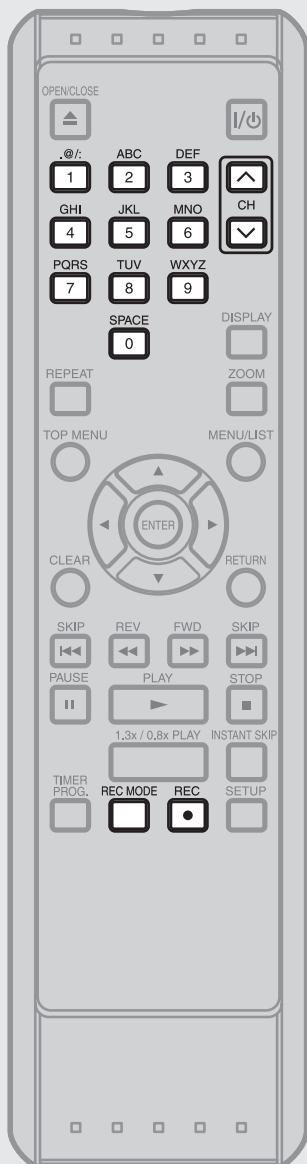 OPEN/CLOSE
I/⏻
.@/: ABC DEF
1 2 3
CH
GHI JKL MNO
4 5 6
PQRS TUV WXYZ
7 8 9
SPACE
0
DISPLAY
REPEAT ZOOM
TOP MENU MENU/LIST
ENTER
CLEAR RETURN
SKIP REV FWD SKIP
PAUSE PLAY STOP
1.3x / 0.8x PLAY INSTANT SKIP
TIMER
PROG. REC MODE REC SETUP